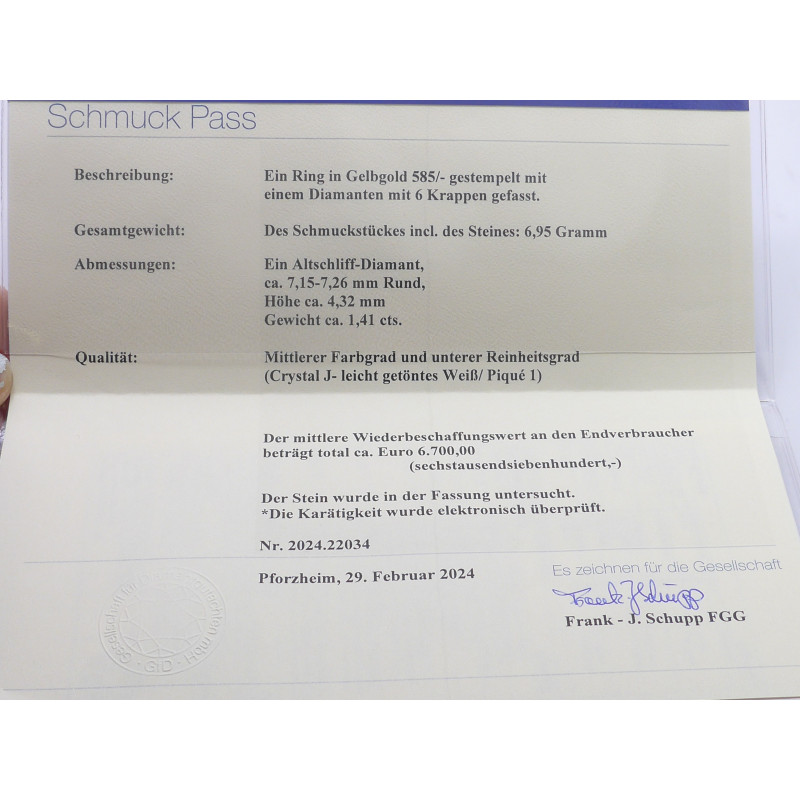 Schmuck Pass
Beschreibung: Ein Ring in Gelbgold 585/- gestempelt mit
einem Diamanten mit 6 Krappen gefasst.
Gesamtgewicht: Des Schmuckstückes incl. des Steines: 6,95 Gramm
Abmessungen: Ein Altschliff-Diamant,
ca. 7,15-7,26 mm Rund,
Höhe ca. 4,32 mm
Gewicht ca. 1,41 cts.
Qualität: Mittlerer Farbgrad und unterer Reinheitsgrad
(Crystal J- leicht getöntes Weiß/ Piqué 1)
Der mittlere Wiederbeschaffungswert an den Endverbraucher
beträgt total ca. Euro 6.700,00
(sechstausendsiebenhundert,-)
Der Stein wurde in der Fassung untersucht.
*Die Karätigkeit wurde elektronisch überprüft.
Nr. 2024.22034
Pforzheim, 29. Februar 2024
Es zeichnen für die Gesellschaft
Frank J Schupp
Frank - J. Schupp FGG
Gesellschaft für
GID